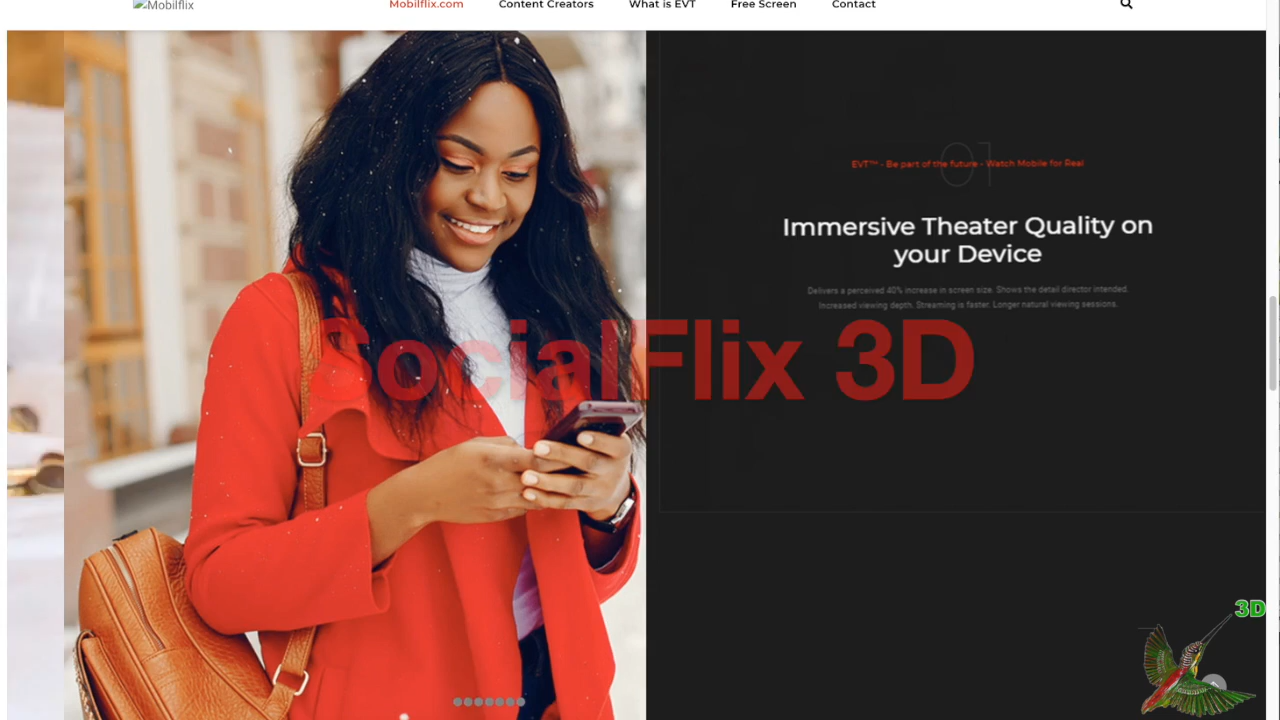 Mobilflix
Mobilflix.com
Content Creators
What is EVT
Free Screen
Contact
01
EVT™ - Be part of the future - Watch Mobile for Real
Immersive Theater Quality on
your Device
Delivers a perceived 40% increase in screen size. Shows the detail director intended.
Increased viewing depth. Streaming is faster. Longer natural viewing sessions.
SocialFlix 3D
3D